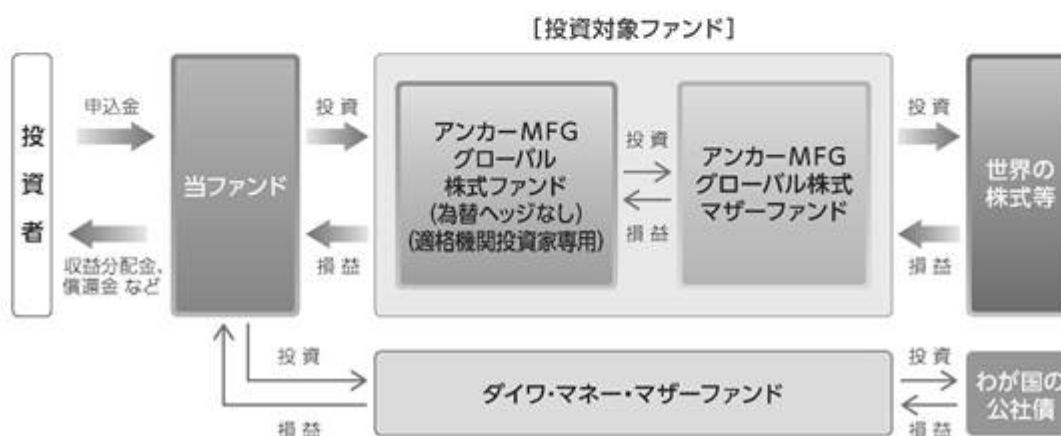 [投資対象ファンド]
投資者
申込金
収益分配金、
償還金 など
当ファンド
投資
損益
アンカーMFG
グローバル
株式ファンド
(為替ヘッジなし)
(適格機関投資家専用)
投資
損益
アンカーMFG
グローバル株式
マザーファンド
投資
損益
世界の
株式等
投資
損益
ダイワ・マネー・マザーファンド
投資
損益
わが国の
公社債